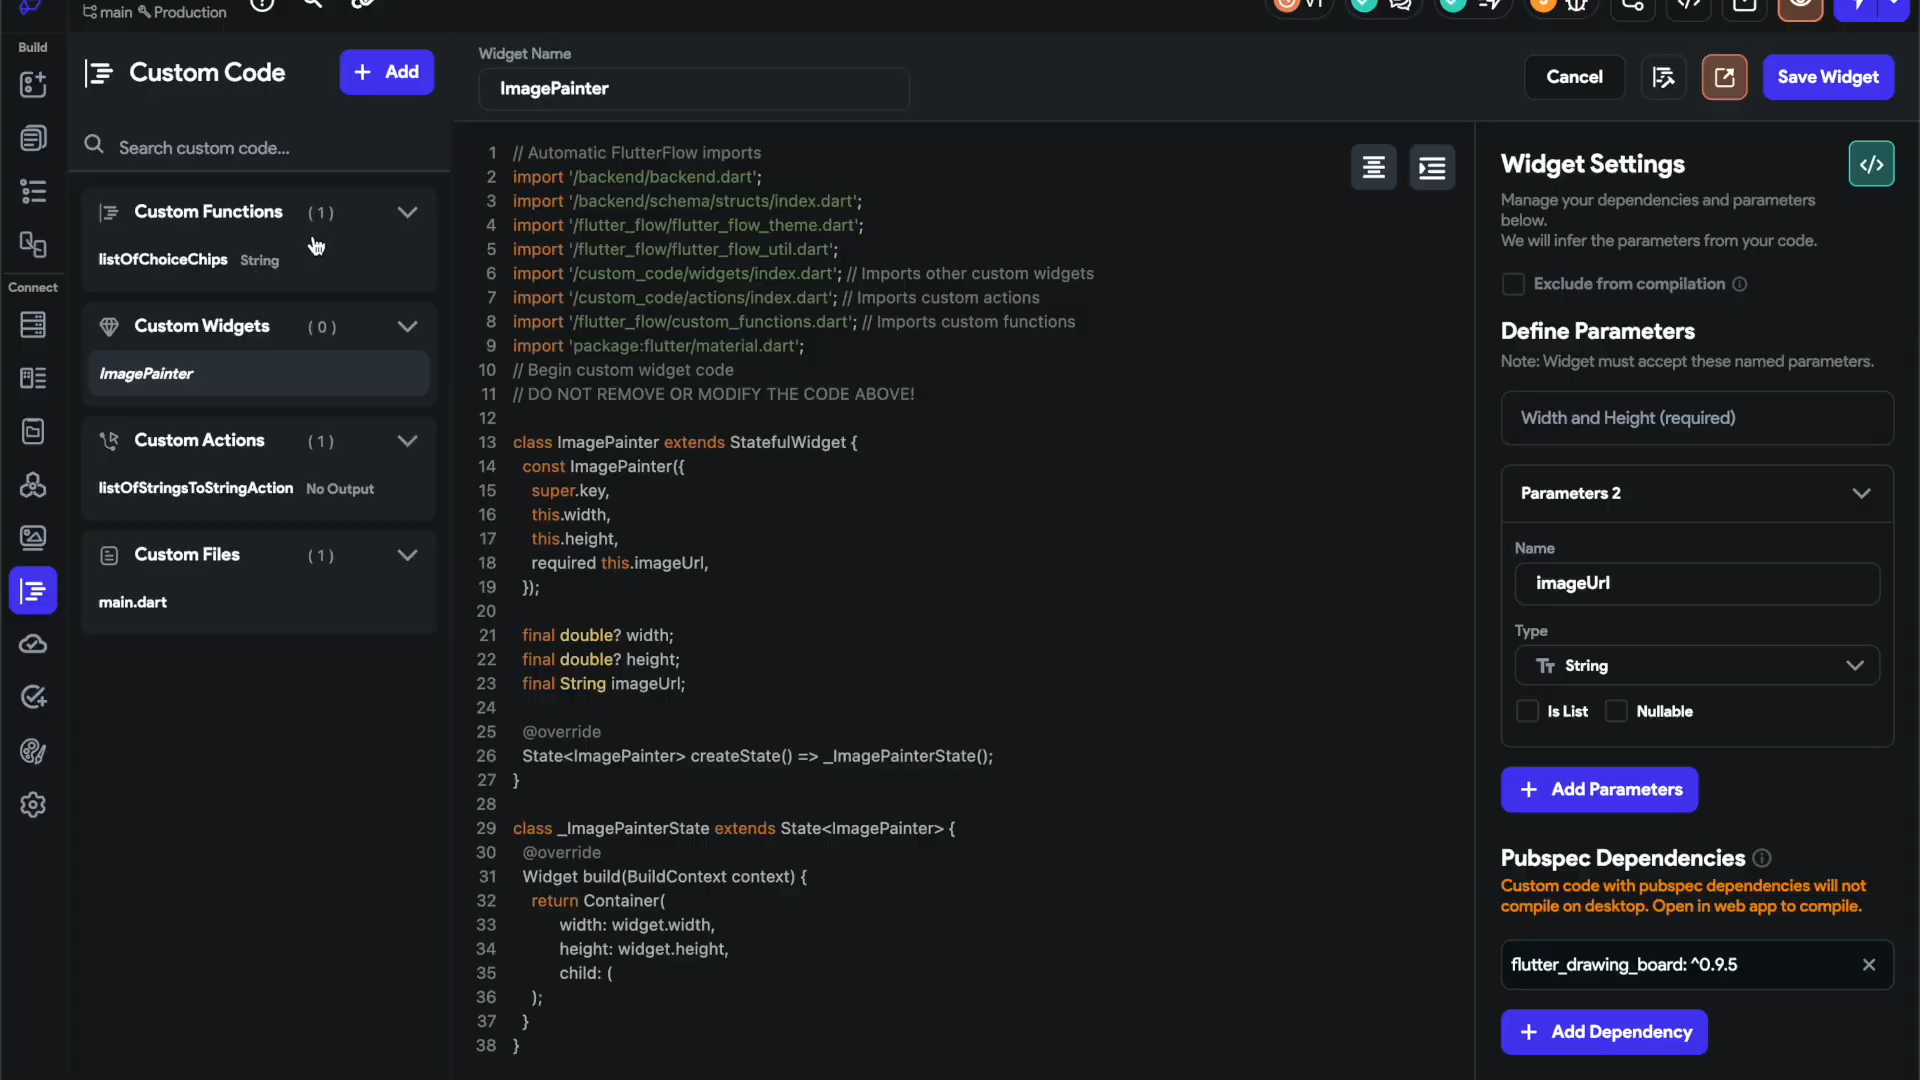 main Production
V1
Build
Custom Code
+ Add
Widget Name
ImagePainter
Cancel
Save Widget
Search custom code...
Custom Functions (1)
listOfChoiceChips String
Connect
Custom Widgets (0)
ImagePainter
Custom Actions (1)
listOfStringsToStringAction No Output
Custom Files (1)
main.dart
1 // Automatic FlutterFlow imports
2 import '/backend/backend.dart';
3 import '/backend/schema/structs/index.dart';
4 import '/flutter_flow/flutter_flow_theme.dart';
5 import '/flutter_flow/flutter_flow_util.dart';
6 import '/custom_code/widgets/index.dart'; // Imports other custom widgets
7 import '/custom_code/actions/index.dart'; // Imports custom actions
8 import '/flutter_flow/custom_functions.dart'; // Imports custom functions
9 import 'package:flutter/material.dart';
10 // Begin custom widget code
11 // DO NOT REMOVE OR MODIFY THE CODE ABOVE!
12
13 class ImagePainter extends StatefulWidget {
14 const ImagePainter({
15 super.key,
16 this.width,
17 this.height,
18 required this.imageUrl,
19 });
20
21 final double? width;
22 final double? height;
23 final String imageUrl;
24
25 @override
26 State<ImagePainter> createState() => _ImagePainterState();
27 }
28
29 class _ImagePainterState extends State<ImagePainter> {
30 @override
31 Widget build(BuildContext context) {
32 return Container(
33 width: widget.width,
34 height: widget.height,
35 child: (
36 );
37 }
38 }
Widget Settings
</>
Manage your dependencies and parameters
below.
We will infer the parameters from your code.
Exclude from compilation
Define Parameters
Note: Widget must accept these named parameters.
Width and Height (required)
Parameters 2
Name
imageUrl
Type
Tт String
Is List Nullable
+ Add Parameters
Pubspec Dependencies
Custom code with pubspec dependencies will not
compile on desktop. Open in web app to compile.
flutter_drawing_board: ^0.9.5
+ Add Dependency